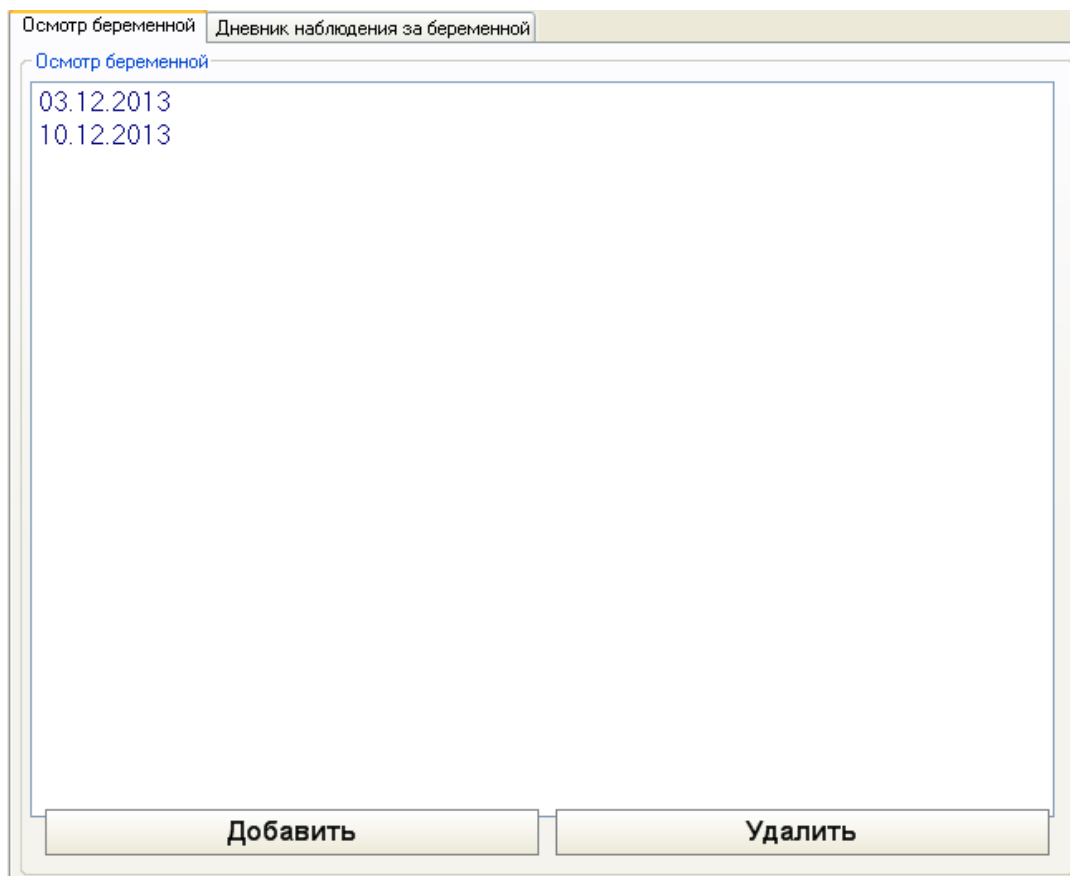 Осмотр беременной Дневник наблюдения за беременной
Осмотр беременной
03.12.2013
10.12.2013
Добавить Удалить